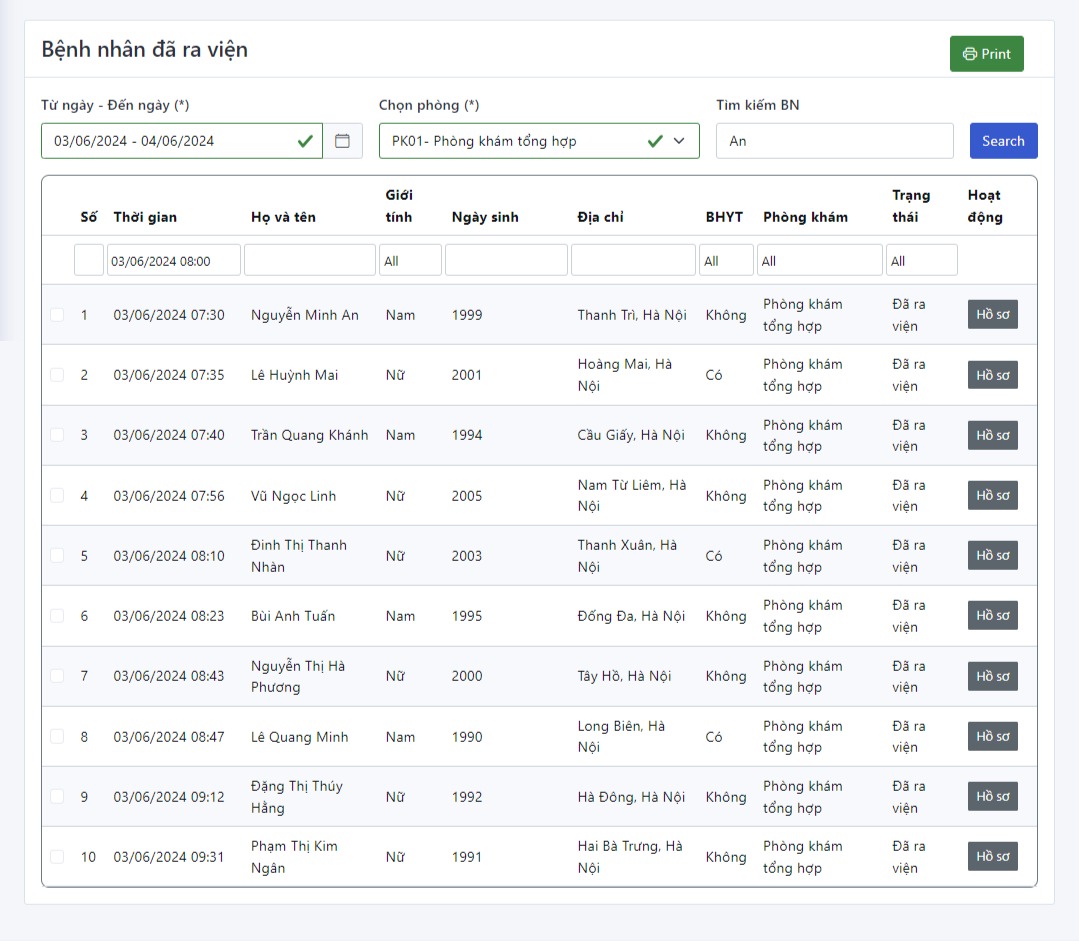 Bệnh nhân đã ra viện
Print
Từ ngày - Đến ngày (*)
Chọn phòng (*)
Tìm kiếm BN
03/06/2024 - 04/06/2024
PK01- Phòng khám tổng hợp
An
Search
Số Thời gian Họ và tên Giới tính Ngày sinh Địa chỉ BHYT Phòng khám Trạng thái Hoạt động
03/06/2024 08:00 All All All All
1 03/06/2024 07:30 Nguyễn Minh An Nam 1999 Thanh Trì, Hà Nội Không Phòng khám tổng hợp Đã ra viện Hồ sơ
2 03/06/2024 07:35 Lê Huỳnh Mai Nữ 2001 Hoàng Mai, Hà Nội Có Phòng khám tổng hợp Đã ra viện Hồ sơ
3 03/06/2024 07:40 Trần Quang Khánh Nam 1994 Cầu Giấy, Hà Nội Không Phòng khám tổng hợp Đã ra viện Hồ sơ
4 03/06/2024 07:56 Vũ Ngọc Linh Nữ 2005 Nam Từ Liêm, Hà Nội Không Phòng khám tổng hợp Đã ra viện Hồ sơ
5 03/06/2024 08:10 Đinh Thị Thanh Nhàn Nữ 2003 Thanh Xuân, Hà Nội Có Phòng khám tổng hợp Đã ra viện Hồ sơ
6 03/06/2024 08:23 Bùi Anh Tuấn Nam 1995 Đống Đa, Hà Nội Không Phòng khám tổng hợp Đã ra viện Hồ sơ
7 03/06/2024 08:43 Nguyễn Thị Hà Phương Nữ 2000 Tây Hồ, Hà Nội Không Phòng khám tổng hợp Đã ra viện Hồ sơ
8 03/06/2024 08:47 Lê Quang Minh Nam 1990 Long Biên, Hà Nội Có Phòng khám tổng hợp Đã ra viện Hồ sơ
9 03/06/2024 09:12 Đặng Thị Thúy Hằng Nữ 1992 Hà Đông, Hà Nội Không Phòng khám tổng hợp Đã ra viện Hồ sơ
10 03/06/2024 09:31 Phạm Thị Kim Ngân Nữ 1991 Hai Bà Trưng, Hà Nội Không Phòng khám tổng hợp Đã ra viện Hồ sơ